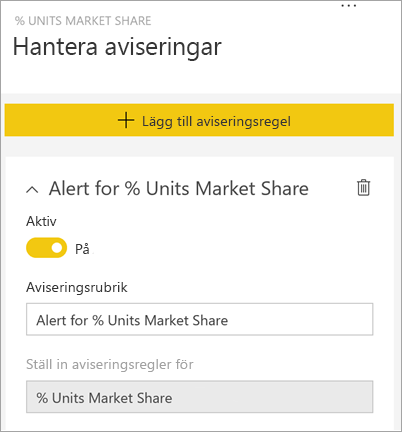 % UNITS MARKET SHARE
Hantera aviseringar
Lägg till aviseringsregel
Alert for % Units Market Share
Aktiv
På
Aviseringsrubrik
Alert for % Units Market Share
Ställ in aviseringsregler för
% Units Market Share